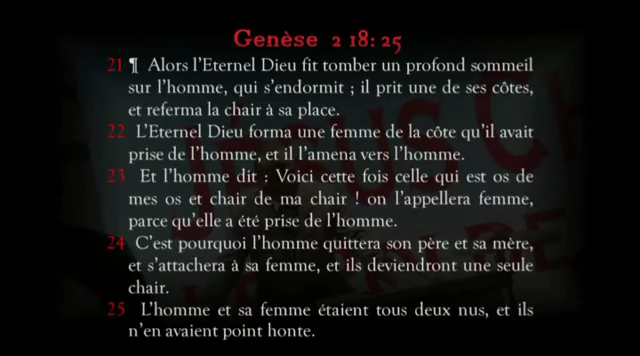 Genèse 2 18: 25
21 ¶ Alors l'Eternel Dieu fit tomber un profond sommeil
sur l'homme, qui s'endormit ; il prit une de ses côtes,
et referma la chair à sa place.
22 L'Eternel Dieu forma une femme de la côte qu'il avait
prise de l'homme, et il l'amena vers l'homme.
23 Et l'homme dit : Voici cette fois celle qui est os de
mes os et chair de ma chair ! on l'appellera femme,
parce qu'elle a été prise de l'homme.
24 C'est pourquoi l'homme quittera son père et sa mère,
et s'attachera à sa femme, et ils deviendront une seule
chair.
25 L'homme et sa femme étaient tous deux nus, et ils
n'en avaient point honte.